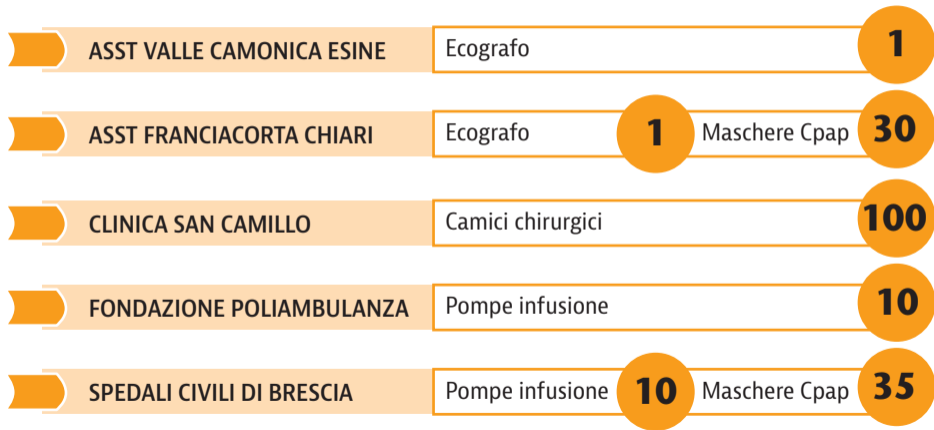 ASST VALLE CAMONICA ESINE Ecografo 1
ASST FRANCIACORTA CHIARI Ecografo 1 Maschere Cpap 30
CLINICA SAN CAMILLO Camici chirurgici 100
FONDAZIONE POLIAMBULANZA Pompe infusione 10
SPEDALI CIVILI DI BRESCIA Pompe infusione 10 Maschere Cpap 35